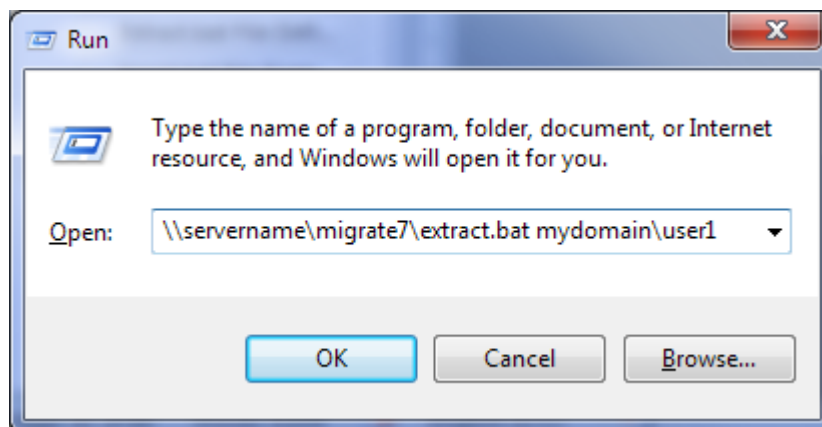 Run
Type the name of a program, folder, document, or Internet
resource, and Windows will open it for you.
Open: \\servername\migrate7\extract.bat mydomain\user1
OK Cancel Browse...